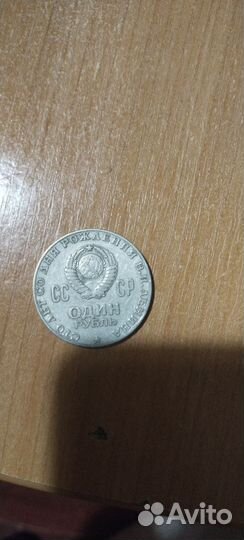 СТО ЛЕТ СО ДНЯ РОЖДЕНИЯ В.И.ЛЕНИНА
СС СР
ОДИН
РУБЛЬ
Avito